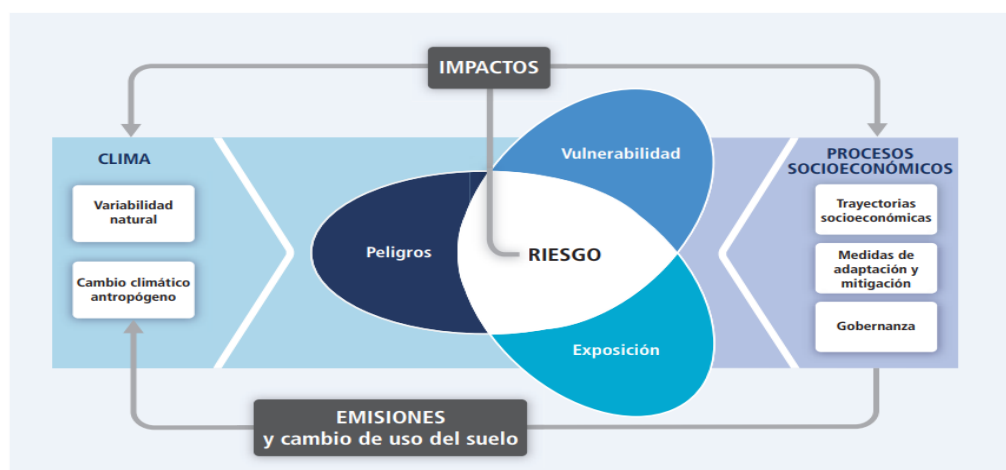 IMPACTOS
CLIMA
Variabilidad
natural
Cambio climático
antropógeno
Peligros
Vulnerabilidad
RIESGO
Exposición
PROCESOS
SOCIOECONÓMICOS
Trayectorias
socioeconómicas
Medidas de
adaptación y
mitigación
Gobernanza
EMISIONES
y cambio de uso del suelo